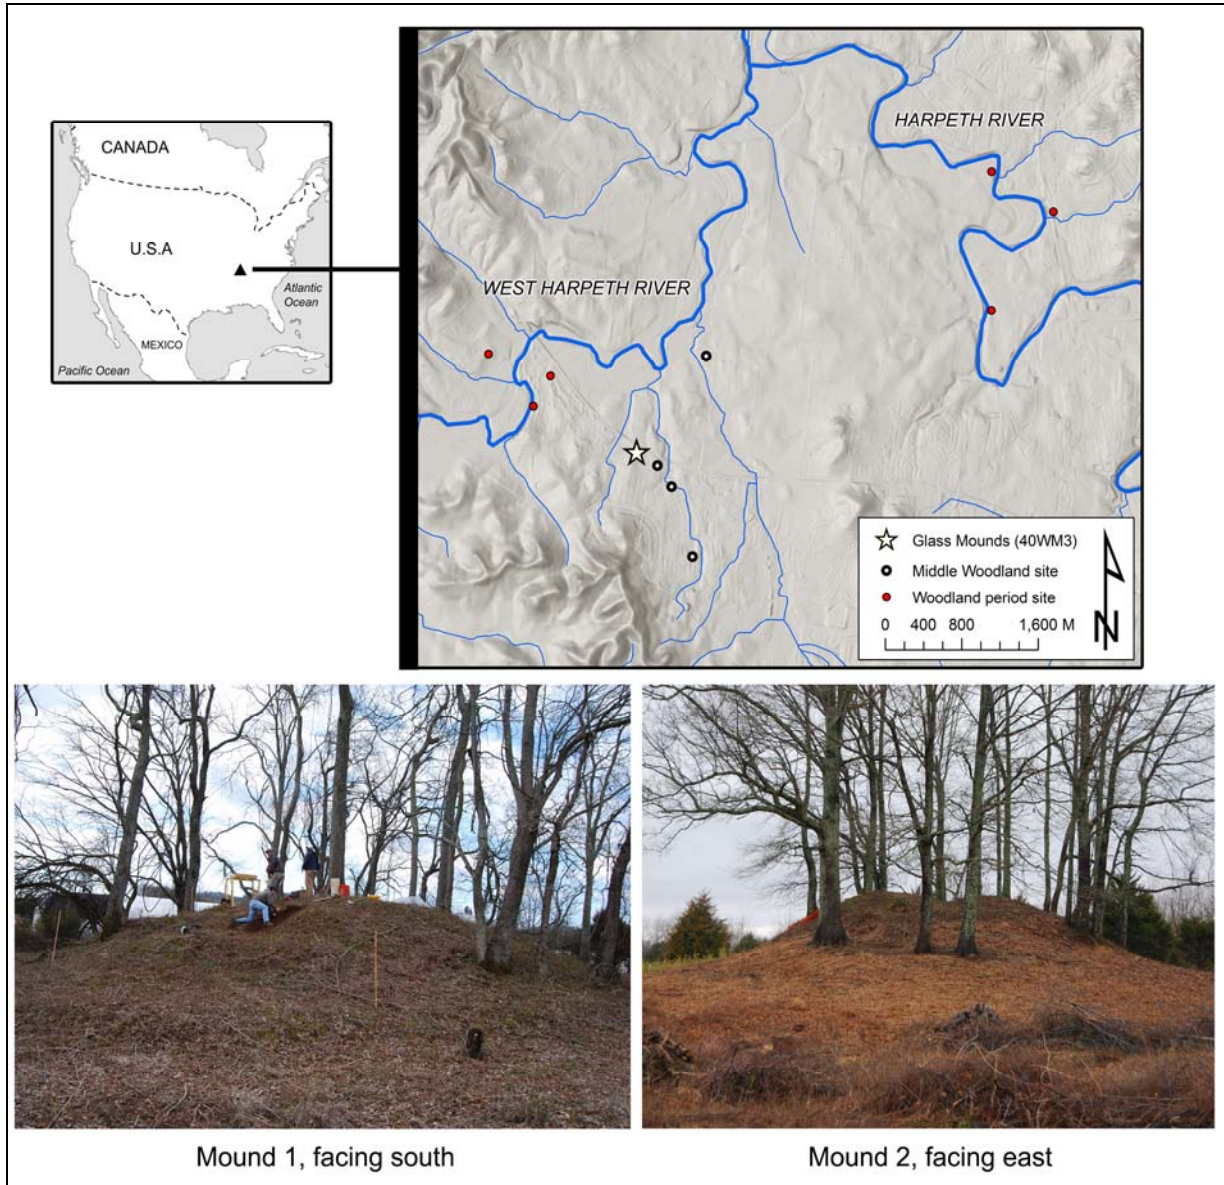 CANADA
U.S.A
Atlantic
Ocean
MEXICO
Pacific Ocean
HARPETH RIVER
WEST HARPETH RIVER
Glass Mounds (40WM3)
Middle Woodland site
Woodland period site
0 400 800 1,600 M
N
Mound 1, facing south
Mound 2, facing east